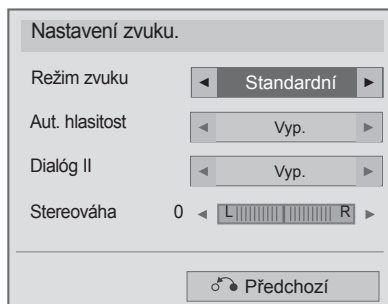 Nastavení zvuku.
Režim zvuku Standardní
Aut. hlasitost Vyp.
Dialóg II Vyp.
Stereováha 0 L R
Předchozí